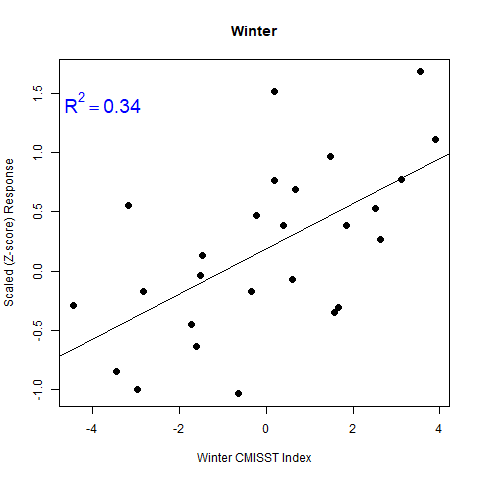 Winter
R² = 0.34
Scaled (Z-score) Response
1.5
1.0
0.5
0.0
-0.5
-1.0
-4 -2 0 2 4
Winter CMISST Index